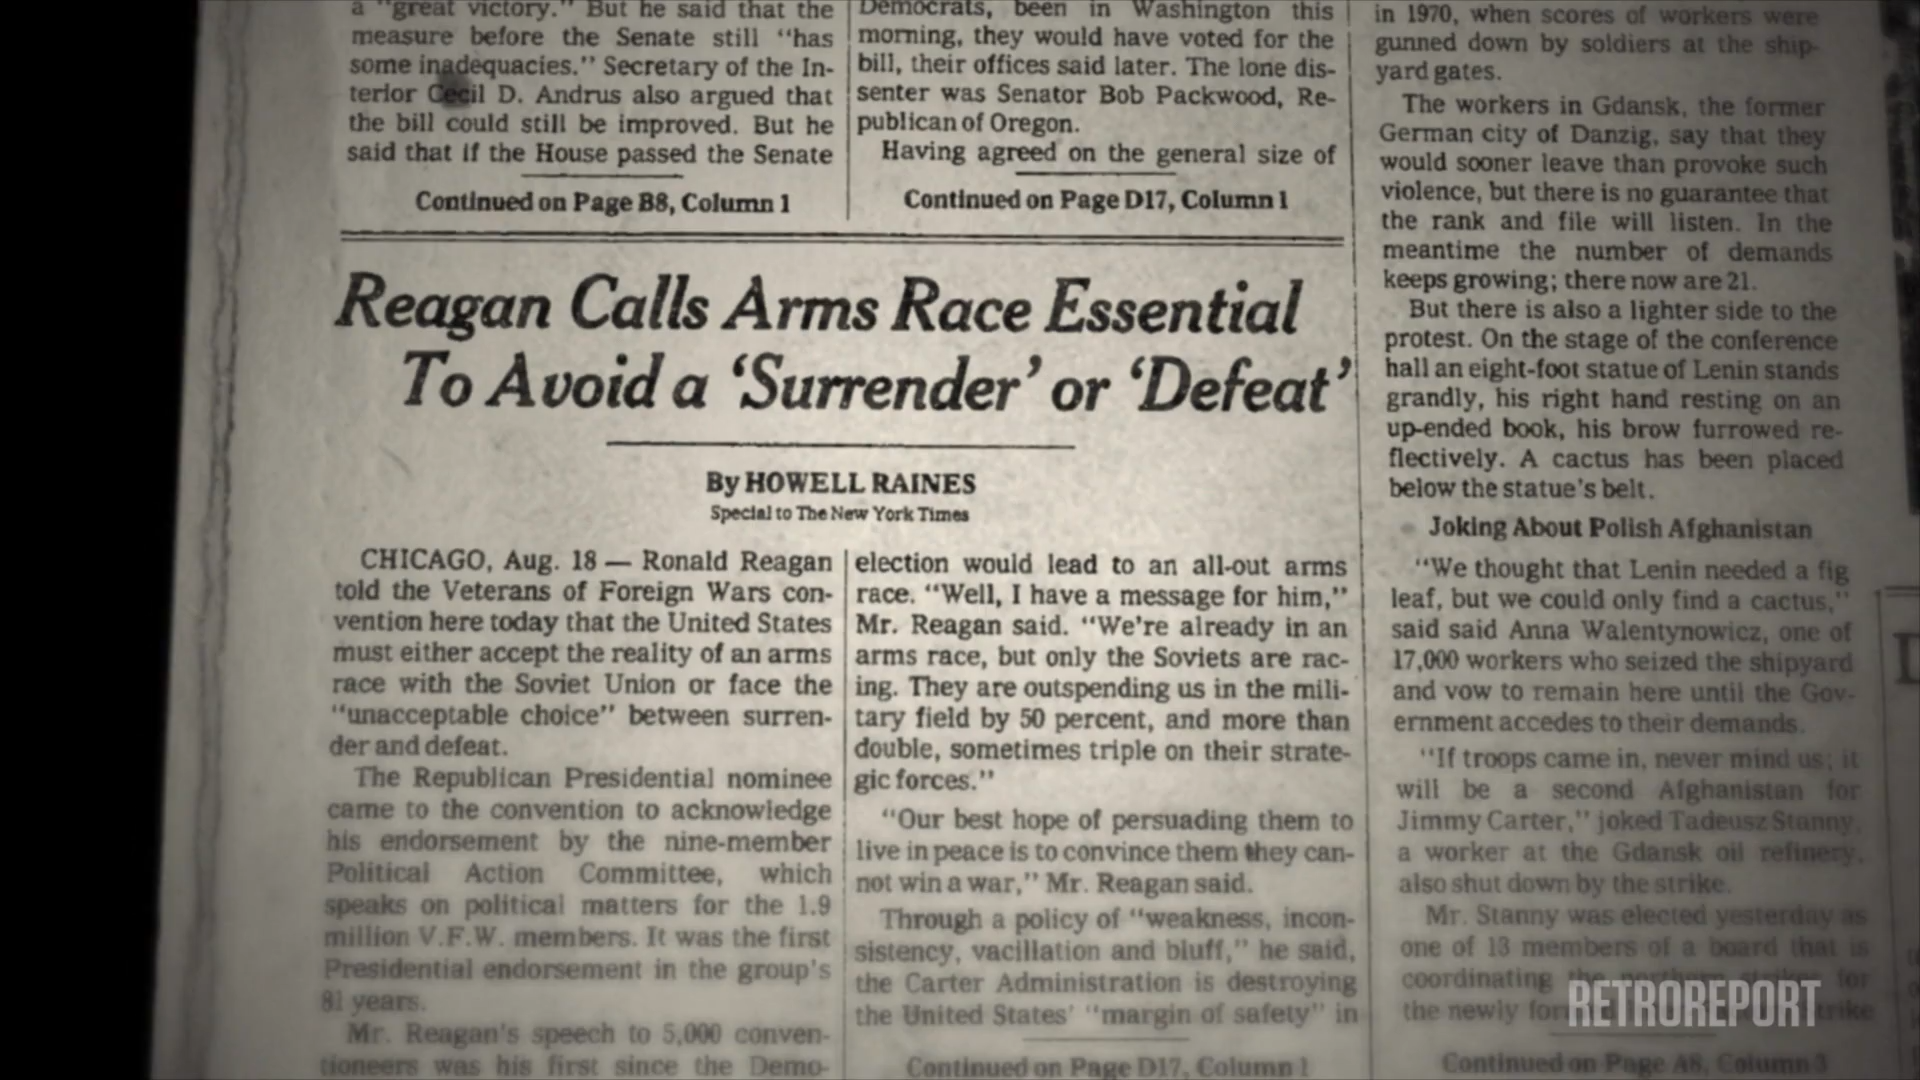 a "great victory." But he said that the
measure before the Senate still "has
some inadequacies." Secretary of the In-
terior Cecil D. Andrus also argued that
the bill could still be improved. But he
said that if the House passed the Senate
Continued on Page B8, Column 1
Democrats, been in Washington this
morning, they would have voted for the
bill, their offices said later. The lone dis-
senter was Senator Bob Packwood, Re-
publican of Oregon.
Having agreed on the general size of
Continued on Page D17, Column 1
Reagan Calls Arms Race Essential
To Avoid a 'Surrender' or 'Defeat'
By HOWELL RAINES
Special to The New York Times
CHICAGO, Aug. 18 — Ronald Reagan
told the Veterans of Foreign Wars con-
vention here today that the United States
must either accept the reality of an arms
race with the Soviet Union or face the
"unacceptable choice" between surren-
der and defeat.
The Republican Presidential nominee
came to the convention to acknowledge
his endorsement by the nine-member
Political Action Committee, which
speaks on political matters for the 1.9
million V.F.W. members. It was the first
Presidential endorsement in the group's
81 years.
Mr. Reagan's speech to 5,000 conven-
tioneers was his first since the Demo-
election would lead to an all-out arms
race. "Well, I have a message for him,"
Mr. Reagan said. "We're already in an
arms race, but only the Soviets are rac-
ing. They are outspending us in the mili-
tary field by 50 percent, and more than
double, sometimes triple on their strate-
gic forces."
"Our best hope of persuading them to
live in peace is to convince them they can-
not win a war," Mr. Reagan said.
Through a policy of "weakness, incon-
sistency, vacillation and bluff," he said,
the Carter Administration is destroying
the United States' "margin of safety" in
Continued on Page D17, Column 1
in 1970, when scores of workers were
gunned down by soldiers at the ship-
yard gates.
The workers in Gdansk, the former
German city of Danzig, say that they
would sooner leave than provoke such
violence, but there is no guarantee that
the rank and file will listen. In the
meantime the number of demands
keeps growing; there now are 21.
But there is also a lighter side to the
protest. On the stage of the conference
hall an eight-foot statue of Lenin stands
grandly, his right hand resting on an
up-ended book, his brow furrowed re-
flectively. A cactus has been placed
below the statue's belt.
Joking About Polish Afghanistan
"We thought that Lenin needed a fig
leaf, but we could only find a cactus,"
said said Anna Walentynowicz, one of
17,000 workers who seized the shipyard
and vow to remain here until the Gov-
ernment accedes to their demands.
"If troops came in, never mind us; it
will be a second Afghanistan for
Jimmy Carter," joked Tadeusz Stanny,
a worker at the Gdansk oil refinery,
also shut down by the strike.
Mr. Stanny was elected yesterday as
one of 13 members of a board that is
coordinating the northern strikes for
the newly strike
Continued on Page A8, Column 3
RETROREPORT